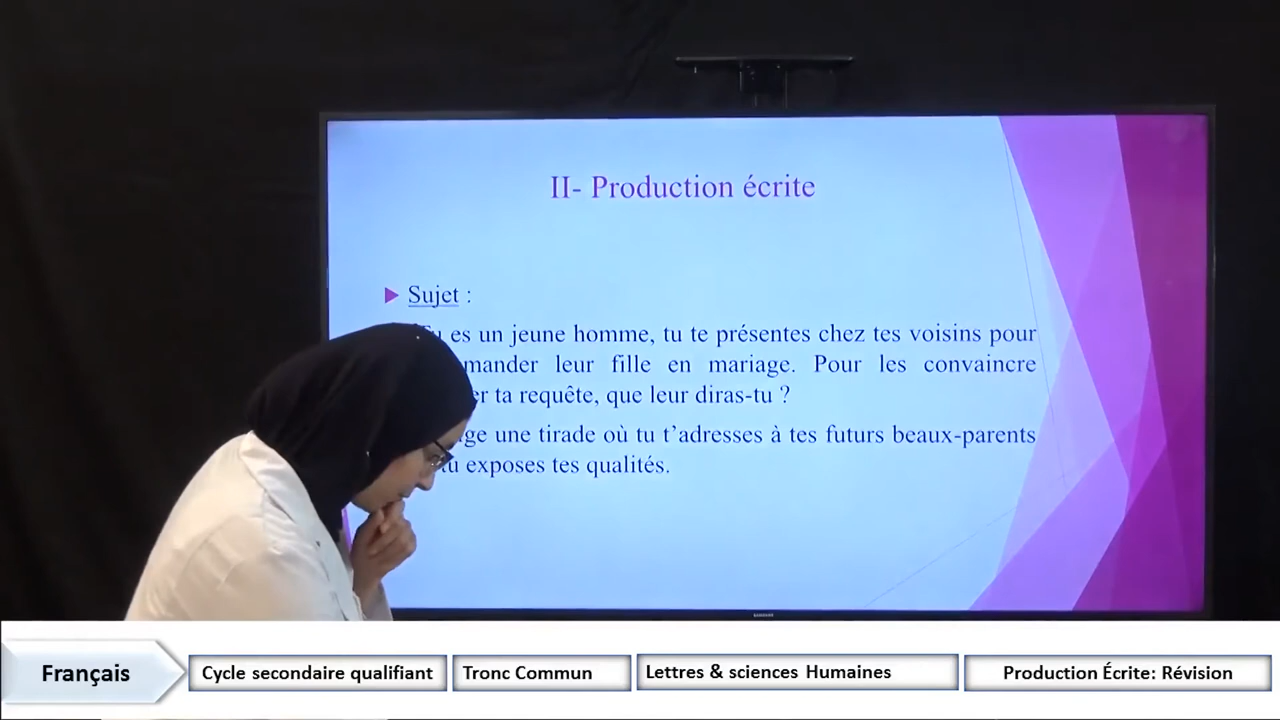 II- Production écrite
Sujet :
es un jeune homme, tu te présentes chez tes voisins pour
mander leur fille en mariage. Pour les convaincre
er ta requête, que leur diras-tu ?
ge une tirade où tu t'adresses à tes futurs beaux-parents
tu exposes tes qualités.
Français
Cycle secondaire qualifiant
Tronc Commun
Lettres & sciences Humaines
Production Écrite: Révision